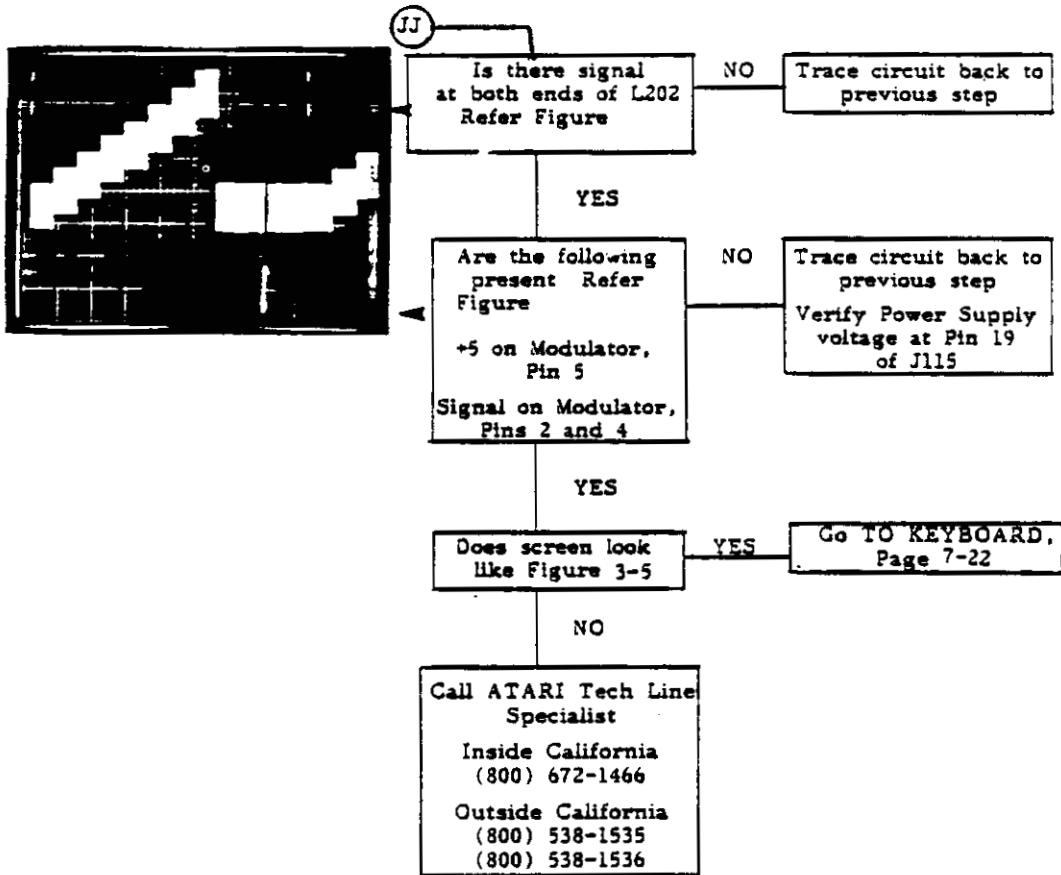 JJ
Is there signal
at both ends of L202
Refer Figure
NO
Trace circuit back to
previous step
YES
Are the following
present Refer
Figure
+5 on Modulator,
Pin 5
Signal on Modulator,
Pins 2 and 4
NO
Trace circuit back to
previous step
Verify Power Supply
voltage at Pin 19
of J115
YES
Does screen look
like Figure 3-5
YES
Go TO KEYBOARD,
Page 7-22
NO
Call ATARI Tech Line
Specialist
Inside California
(800) 672-1466
Outside California
(800) 538-1535
(800) 538-1536